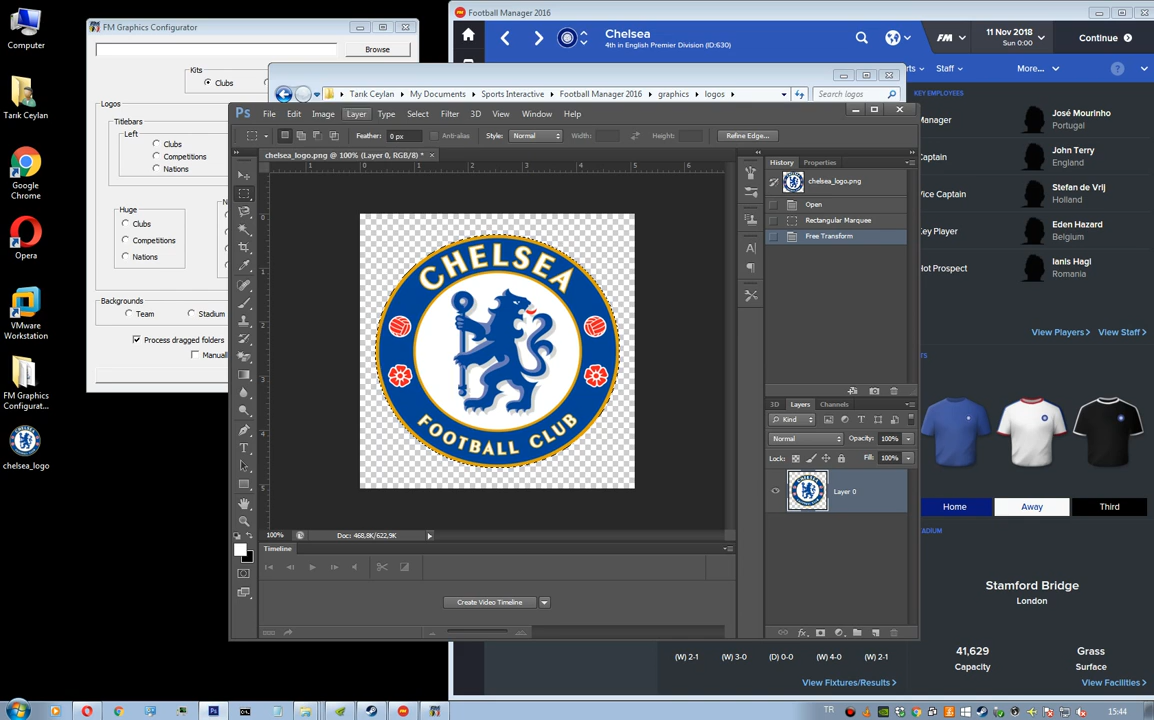 Computer
Tarık Ceylan
Google
Chrome
Opera
VMware
Workstation
FM Graphics
Configurat...
chelsea_logo
FM Graphics Configurator
Browse
Kits
Clubs
Logos
Titlebars
Left
Clubs
Competitions
Nations
Huge
Clubs
Competitions
Nations
Backgrounds
Team
Stadium
Process dragged folders
Manuall
Tarık Ceylan
My Documents
Sports Interactive
Football Manager 2016
graphics
logos
Search logos
Ps
File
Edit
Image
Layer
Type
Select
Filter
3D
View
Window
Help
Feather:
0 px
Anti-alias
Style:
Normal
Width:
Height:
Refine Edge...
chelsea_logo.png @ 100% (Layer 0, RGB/8) *
CHELSEA
FOOTBALL CLUB
100%
Doc: 468,8K/622,9K
Timeline
Create Video Timeline
History
Properties
chelsea_logo.png
Open
Rectangular Marquee
Free Transform
3D
Layers
Channels
Kind
Normal
Opacity:
100%
Lock:
Fill:
100%
Layer 0
Football Manager 2016
Chelsea
4th in English Premier Division (ID:630)
FM
11 Nov 2018
Sun 0:00
Continue
rts
Staff
More...
?
KEY EMPLOYEES
Manager
José Mourinho
Portugal
Captain
John Terry
England
Vice Captain
Stefan de Vrij
Holland
Key Player
Eden Hazard
Belgium
Hot Prospect
Ianis Hagi
Romania
View Players
View Staff
TS
Home
Away
Third
TADIUM
Stamford Bridge
London
41,629
Capacity
Grass
Surface
View Facilities
(W) 2-1
(W) 3-0
(D) 0-0
(W) 4-0
(W) 2-1
View Fixtures/Results
TR
15:44